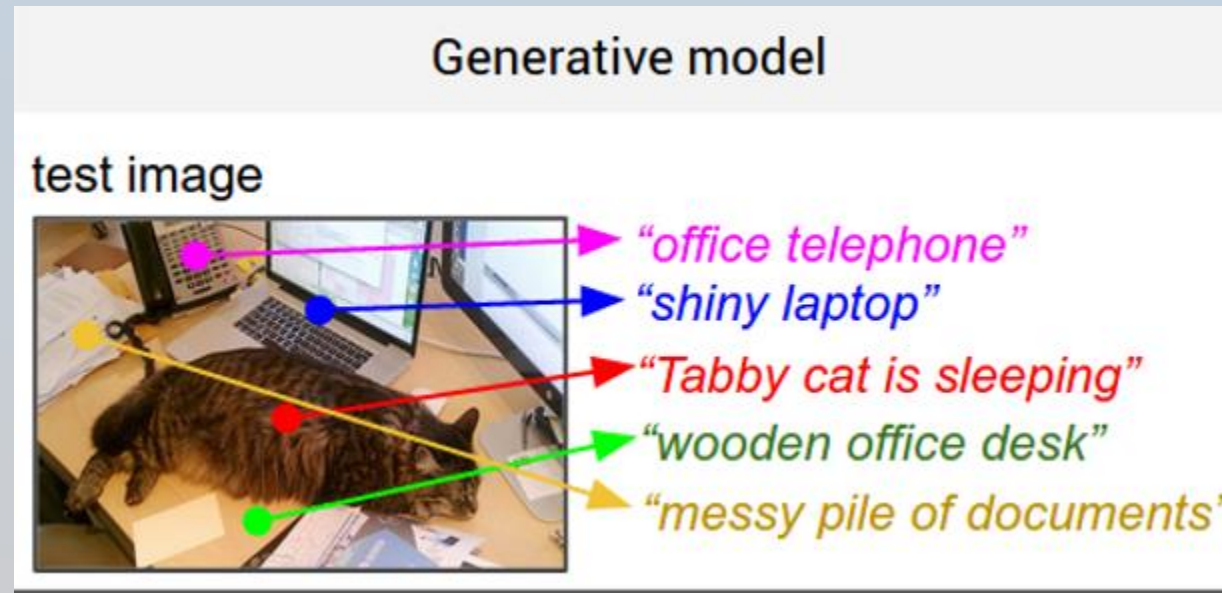 Generative model
test image
“office telephone”
“shiny laptop”
“Tabby cat is sleeping”
“wooden office desk”
“messy pile of documents”